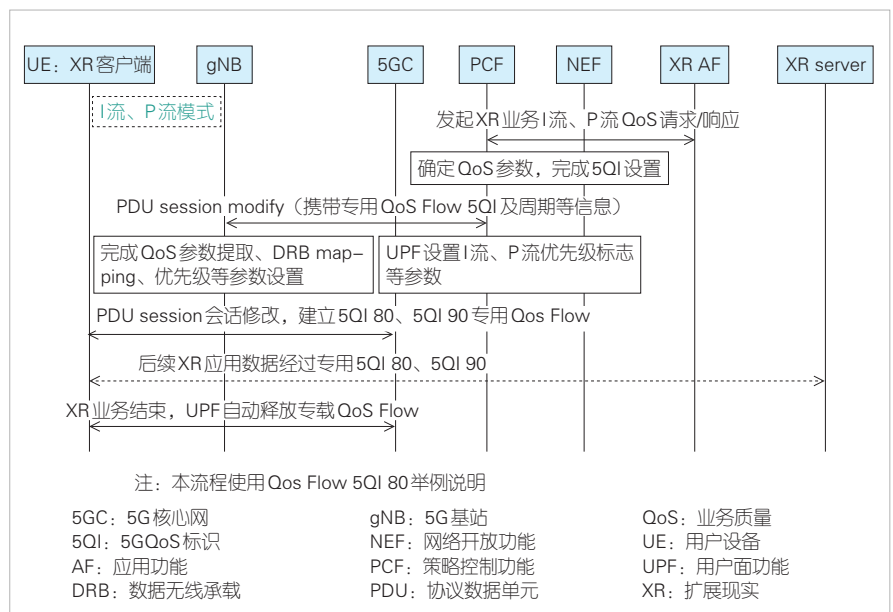 UE：XR客户端 gNB 5GC PCF NEF XR AF XR server
I流、P流模式
发起XR业务I流、P流QoS请求/响应
确定QoS参数，完成5QI设置
PDU session modify（携带专用QoS Flow 5QI及周期等信息）
完成QoS参数提取、DRB map-
ping、优先级等参数设置
UPF设置I流、P流优先级标志
等参数
PDU session会话修改，建立5QI 80、5QI 90专用Qos Flow
后续XR应用数据经过专用5QI 80、5QI 90
XR业务结束，UPF自动释放专载QoS Flow
注：本流程使用Qos Flow 5QI 80举例说明
5GC：5G核心网 gNB：5G基站 QoS：业务质量
5QI：5GQoS标识 NEF：网络开放功能 UE：用户设备
AF：应用功能 PCF：策略控制功能 UPF：用户面功能
DRB：数据无线承载 PDU：协议数据单元 XR：扩展现实